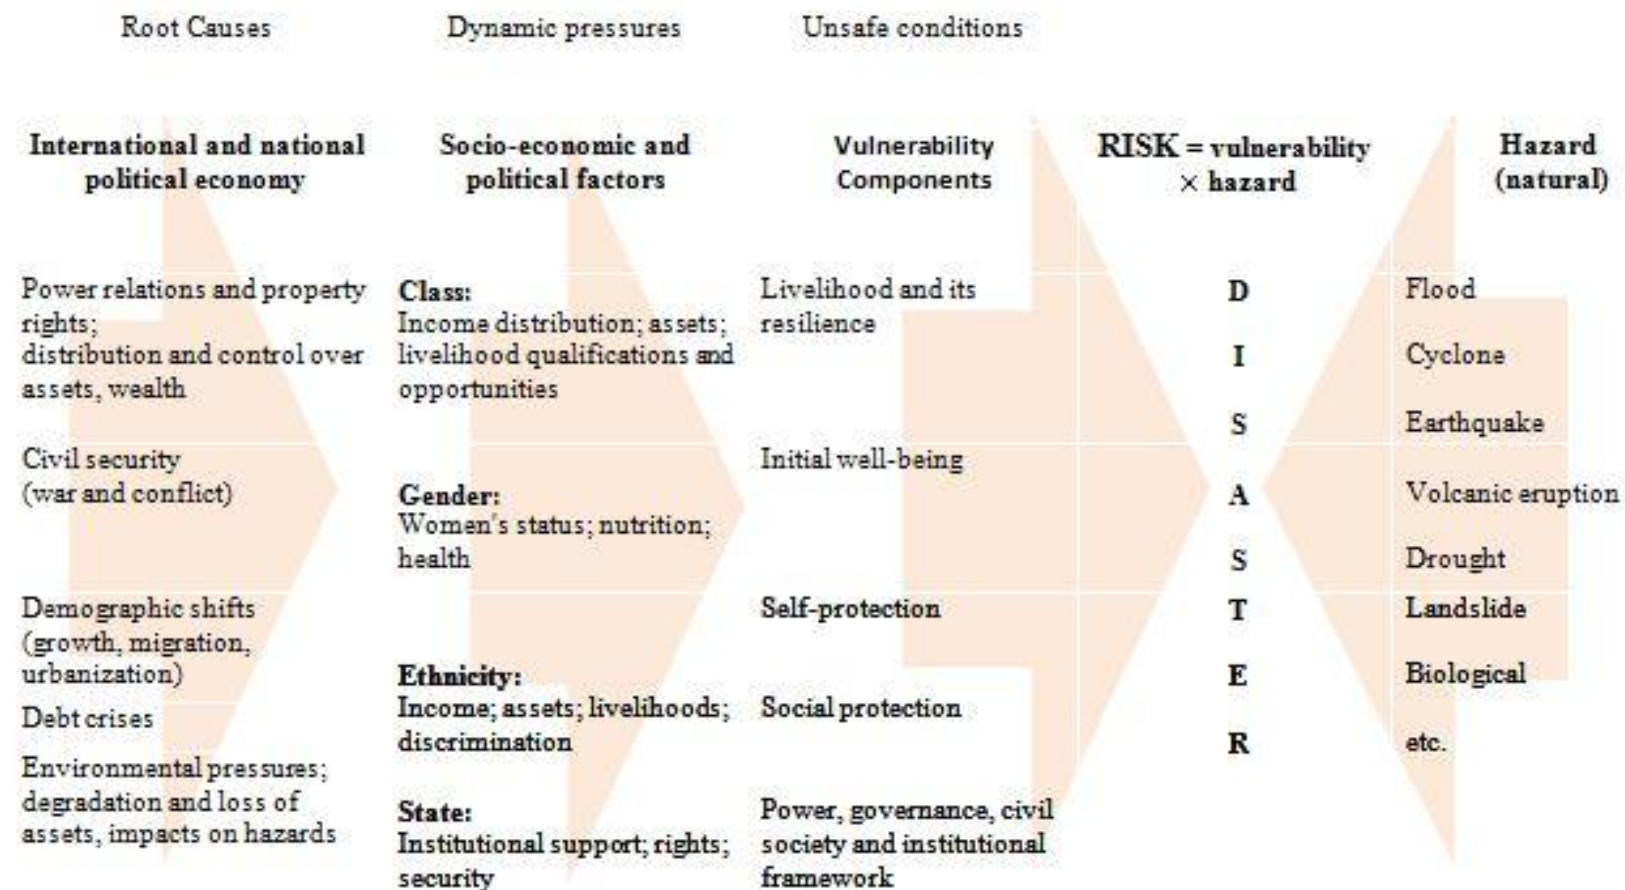 Root Causes
Dynamic pressures
Unsafe conditions
International and national
political economy
Socio-economic and
political factors
Vulnerability
Components
RISK = vulnerability
× hazard
Hazard
(natural)
Power relations and property
rights;
distribution and control over
assets, wealth
Civil security
(war and conflict)
Demographic shifts
(growth, migration,
urbanization)
Debt crises
Environmental pressures;
degradation and loss of
assets, impacts on hazards
Class:
Income distribution; assets;
livelihood qualifications and
opportunities
Gender:
Women's status; nutrition;
health
Ethnicity:
Income; assets; livelihoods;
discrimination
State:
Institutional support; rights;
security
Livelihood and its
resilience
Initial well-being
Self-protection
Social protection
Power, governance, civil
society and institutional
framework
D
I
S
A
S
T
E
R
Flood
Cyclone
Earthquake
Volcanic eruption
Drought
Landslide
Biological
etc.